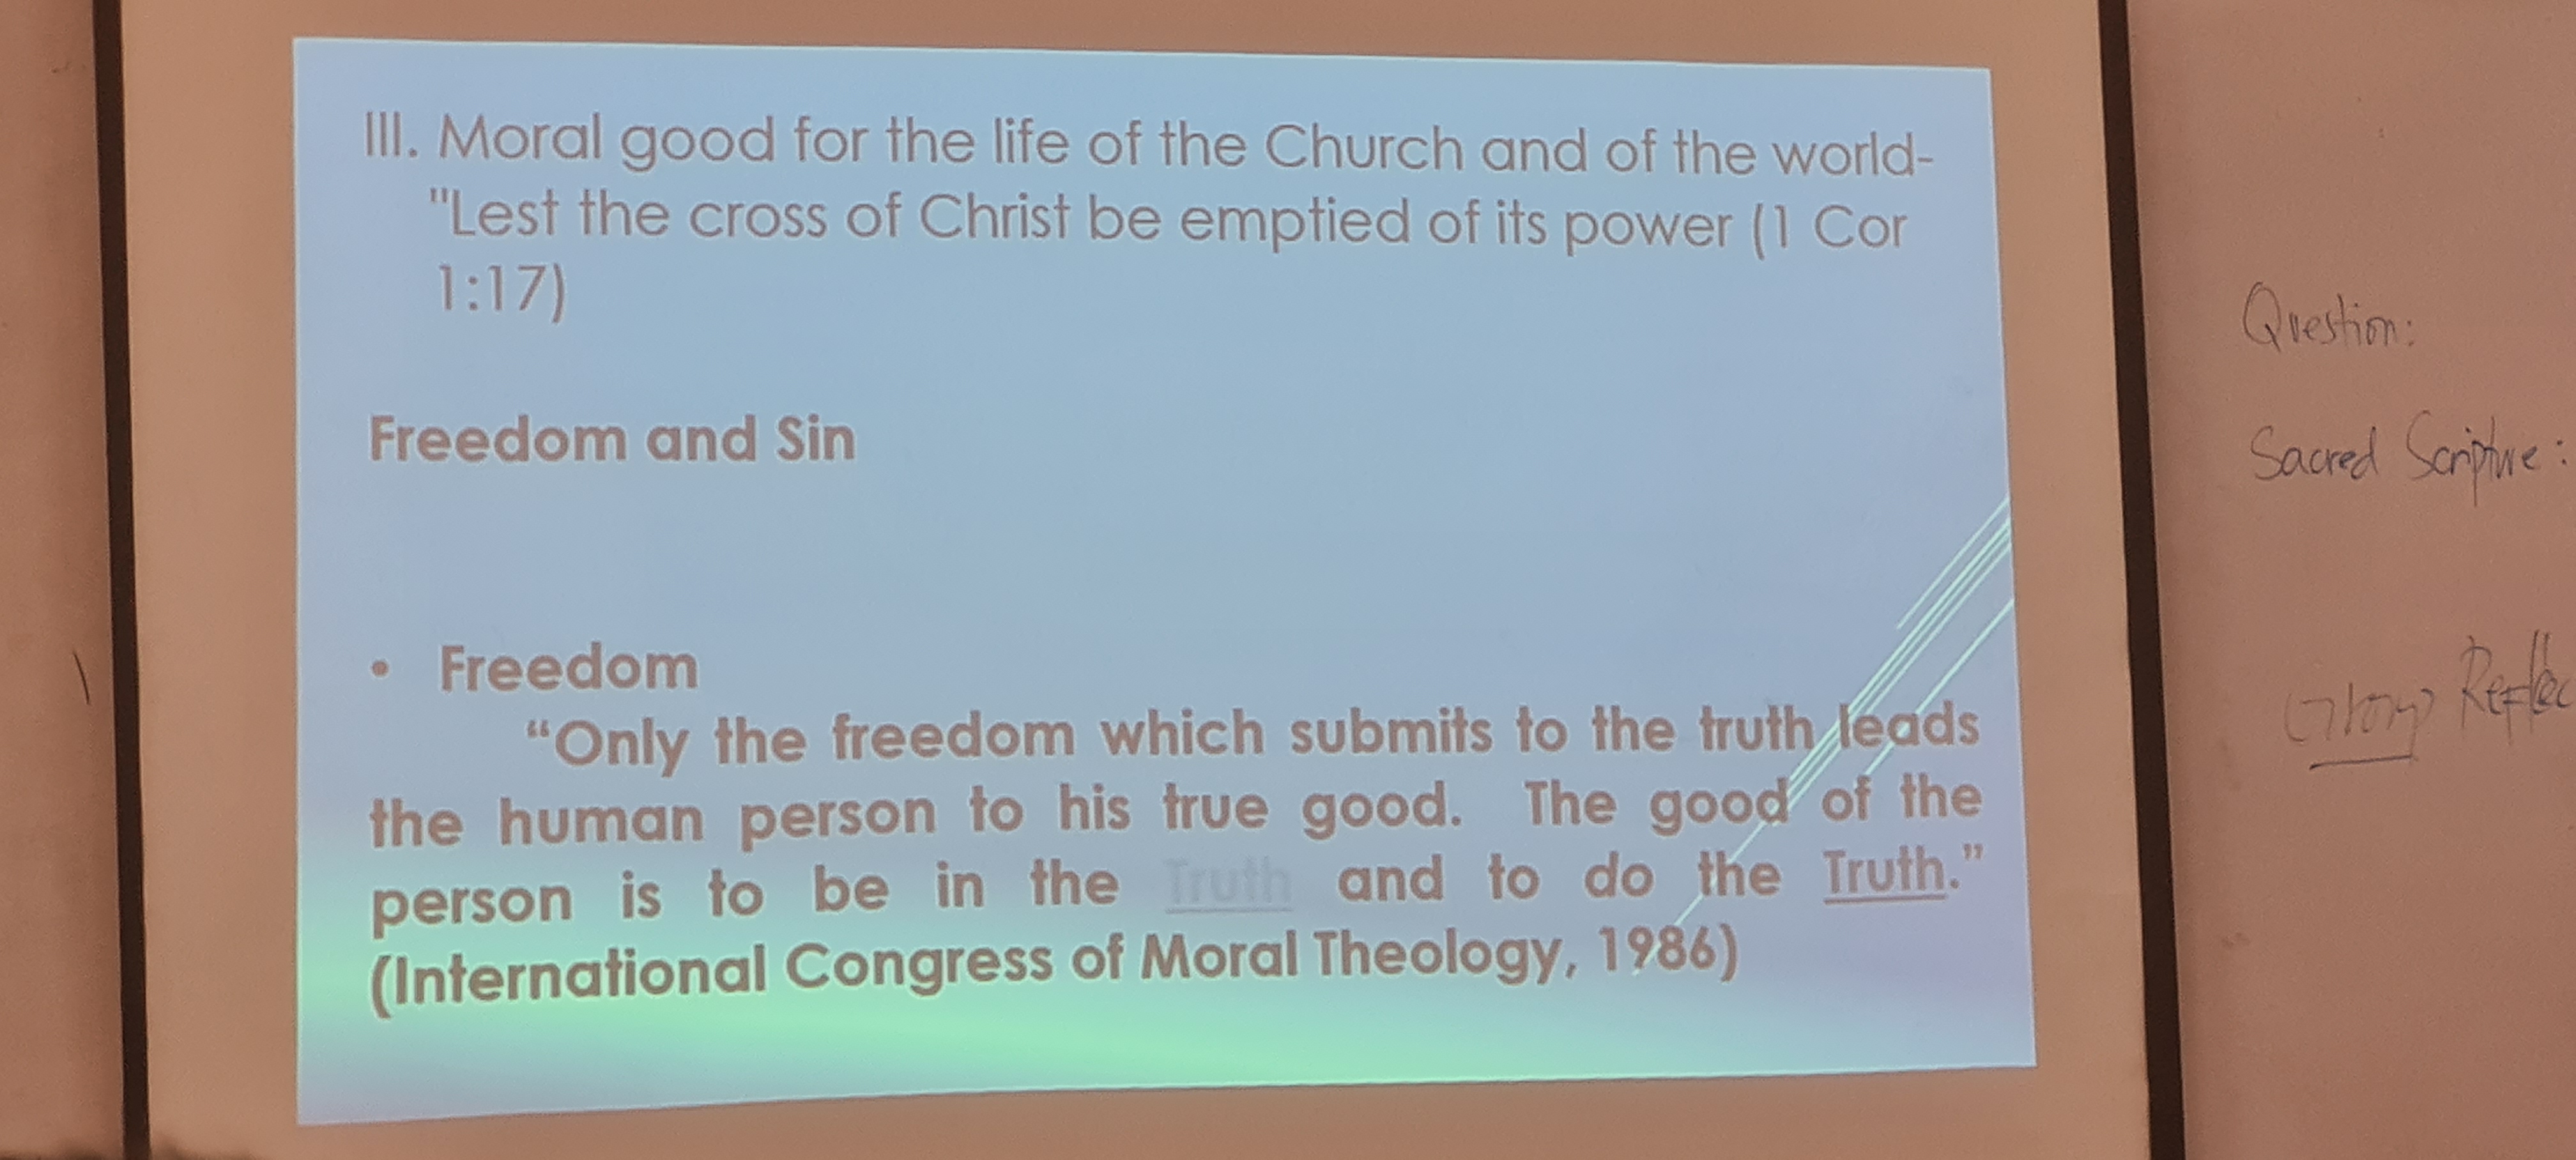 III. Moral good for the life of the Church and of the world-
"Lest the cross of Christ be emptied of its power (1 Cor
1:17)
Freedom and Sin
• Freedom
“Only the freedom which submits to the truth leads
the human person to his true good. The good of the
person is to be in the Truth and to do the Truth.”
(International Congress of Moral Theology, 1986)
Question:
Sacred Scripture: